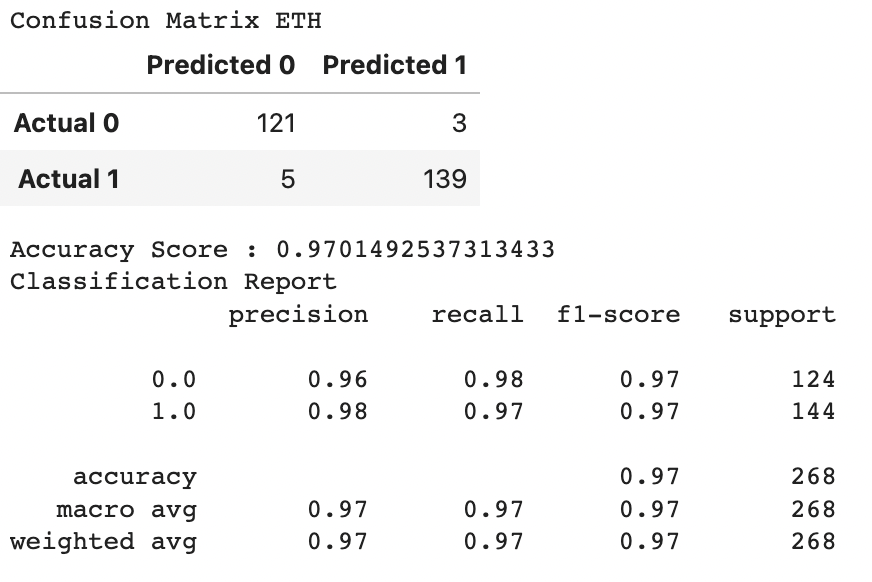 Confusion Matrix ETH
Predicted 0 Predicted 1
Actual 0 121 3
Actual 1 5 139
Accuracy Score : 0.9701492537313433
Classification Report
precision recall f1-score support
0.0 0.96 0.98 0.97 124
1.0 0.98 0.97 0.97 144
accuracy 0.97 268
macro avg 0.97 0.97 0.97 268
weighted avg 0.97 0.97 0.97 268